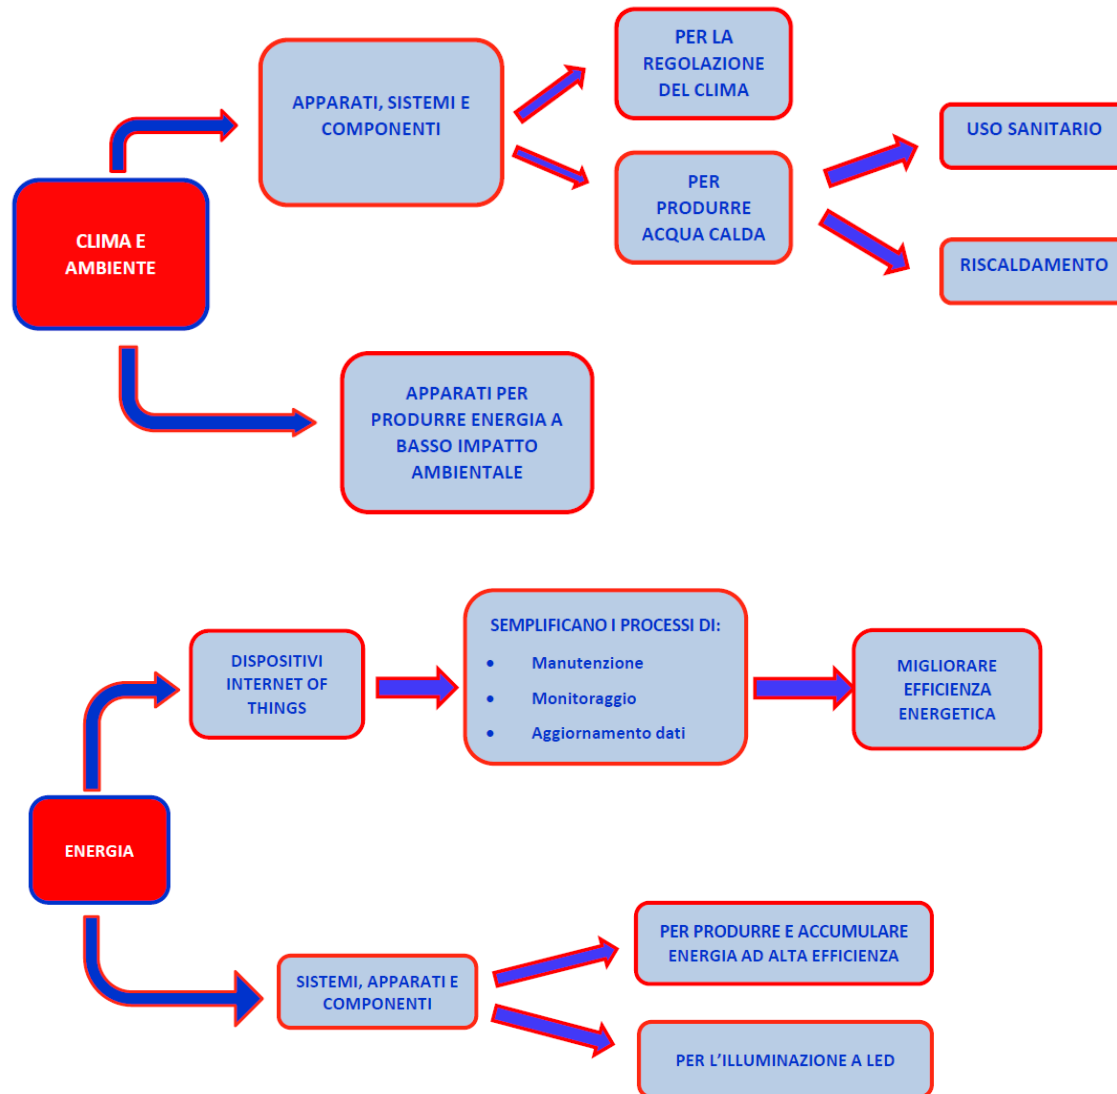 PER LA
REGOLAZIONE
DEL CLIMA
APPARATI, SISTEMI E
COMPONENTI
USO SANITARIO
PER
PRODURRE
ACQUA CALDA
CLIMA E
AMBIENTE
RISCALDAMENTO
APPARATI PER
PRODURRE ENERGIA A
BASSO IMPATTO
AMBIENTALE
DISPOSITIVI
INTERNET OF
THINGS
SEMPLIFICANO I PROCESSI DI:
• Manutenzione
• Monitoraggio
• Aggiornamento dati
MIGLIORARE
EFFICIENZA
ENERGETICA
ENERGIA
PER PRODURRE E ACCUMULARE
ENERGIA AD ALTA EFFICIENZA
SISTEMI, APPARATI E
COMPONENTI
PER L'ILLUMINAZIONE A LED